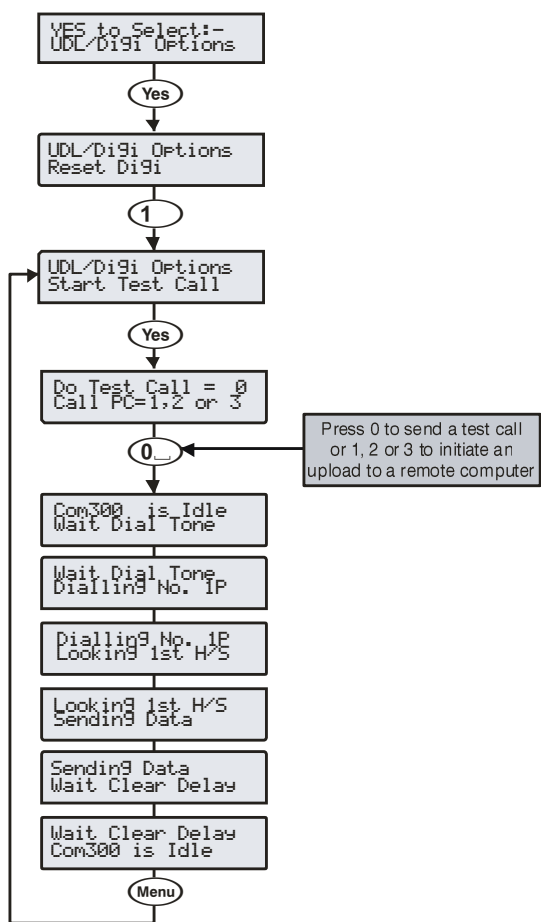 YES to Select:-
UDL/Digi Options
Yes
UDL/Digi Options
Reset Digi
1
UDL/Digi Options
Start Test Call
Yes
Do Test Call = 0
Call PC=1,2 or 3
0
Press 0 to send a test call
or 1, 2 or 3 to initiate an
upload to a remote computer
Com300 is Idle
Wait Dial Tone
Wait Dial Tone
Dialling No. 1P
Dialling No. 1P
Looking 1st H/S
Looking 1st H/S
Sending Data
Sending Data
Wait Clear Delay
Wait Clear Delay
Com300 is Idle
Menu